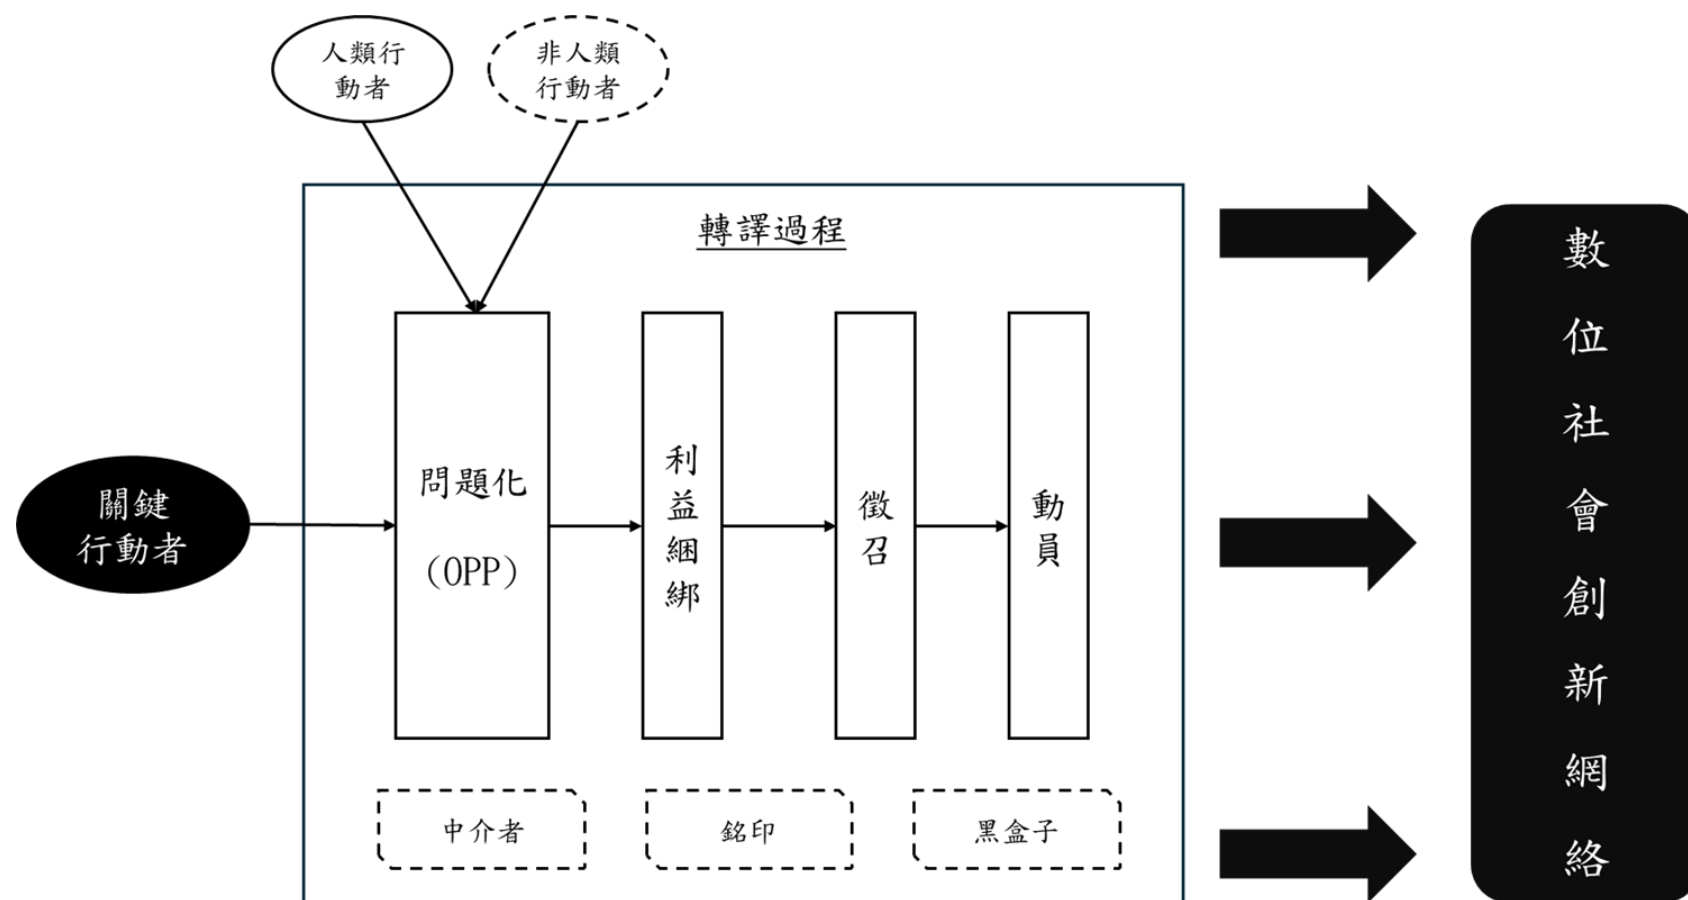 人類行
動者
非人類
行動者
轉譯過程
關鍵
行動者
問題化
(OPP)
利益綑綁
徵召
動員
中介者
銘印
黑盒子
數位社會創新網絡